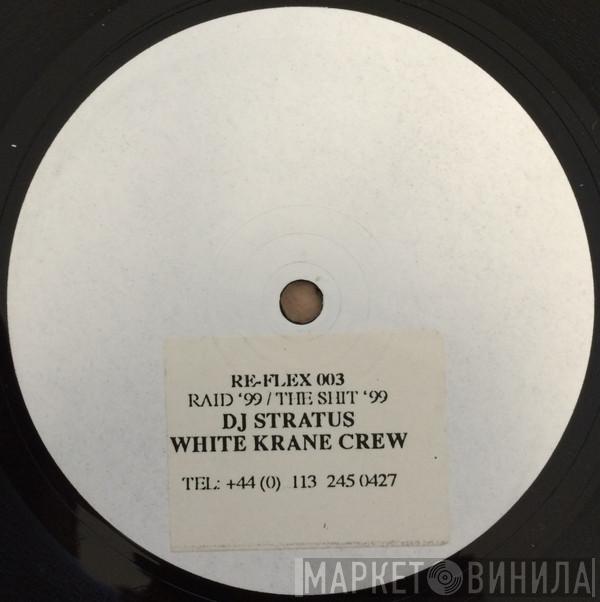 RE-FLEX 003
RAID ‘99 / THE SHIT ‘99
DJ STRATUS
WHITE KRANE CREW
TEL: +44 (0) 113 245 0427
МАРКЕТ ВИНИЛА